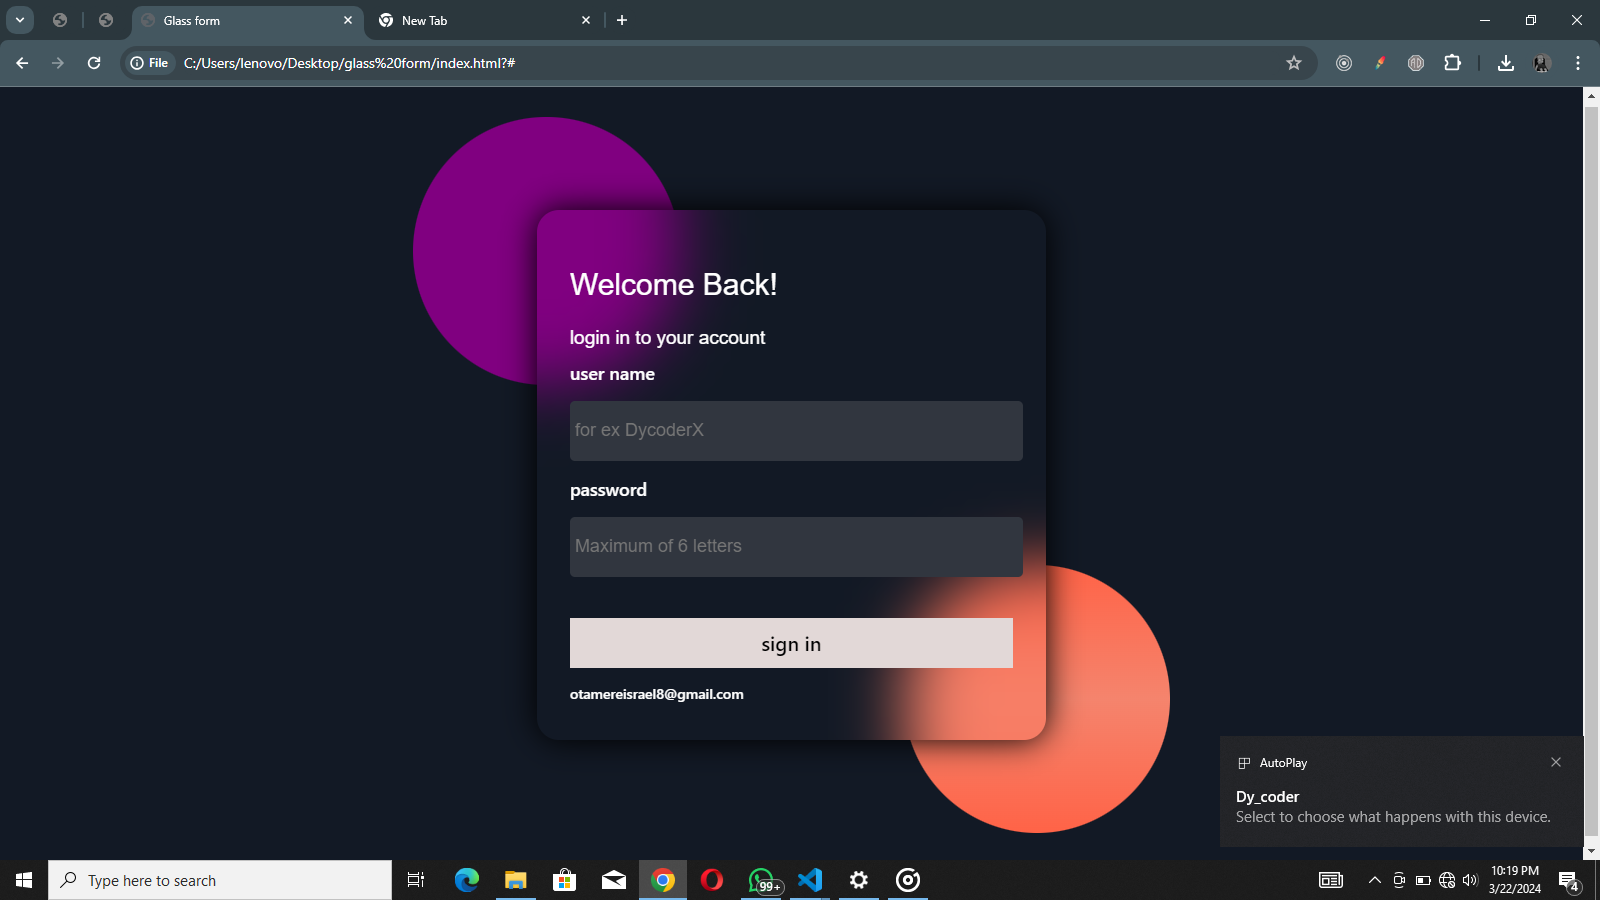 Glass form
New Tab
File
C:/Users/lenovo/Desktop/glass%20form/index.html?#
Welcome Back!
login in to your account
user name
for ex DycoderX
password
Maximum of 6 letters
sign in
otamereisrael8@gmail.com
AutoPlay
Dy_coder
Select to choose what happens with this device.
Type here to search
99+
10:19 PM
3/22/2024
4